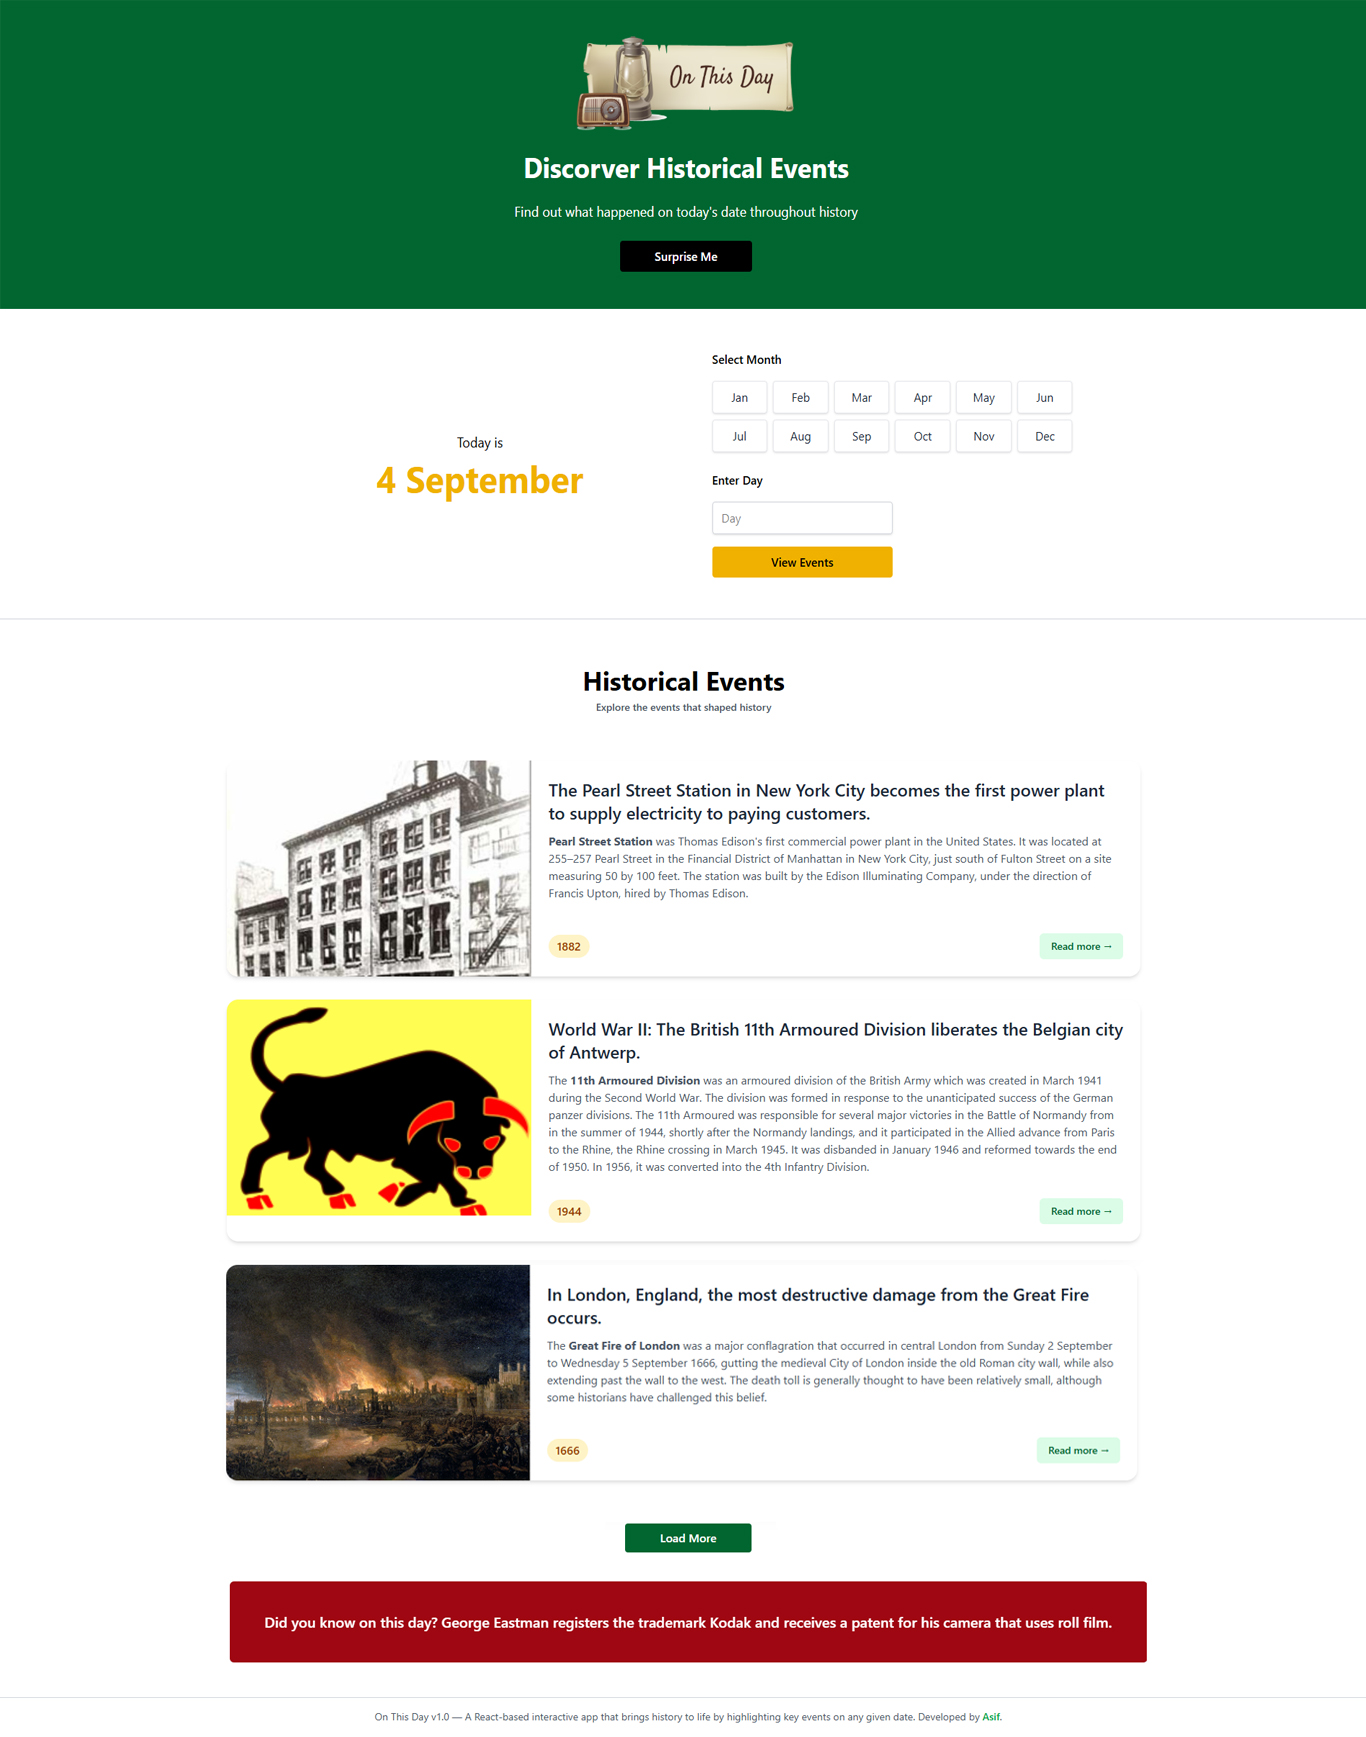 On This Day
Discorver Historical Events
Find out what happened on today's date throughout history
Surprise Me
Today is
4 September
Select Month
Jan Feb Mar Apr May Jun
Jul Aug Sep Oct Nov Dec
Enter Day
Day
View Events
Historical Events
Explore the events that shaped history
The Pearl Street Station in New York City becomes the first power plant
to supply electricity to paying customers.
Pearl Street Station was Thomas Edison's first commercial power plant in the United States. It was located at
255–257 Pearl Street in the Financial District of Manhattan in New York City, just south of Fulton Street on a site
measuring 50 by 100 feet. The station was built by the Edison Illuminating Company, under the direction of
Francis Upton, hired by Thomas Edison.
1882
Read more →
World War II: The British 11th Armoured Division liberates the Belgian city
of Antwerp.
The 11th Armoured Division was an armoured division of the British Army which was created in March 1941
during the Second World War. The division was formed in response to the unanticipated success of the German
panzer divisions. The 11th Armoured was responsible for several major victories in the Battle of Normandy from
in the summer of 1944, shortly after the Normandy landings, and it participated in the Allied advance from Paris
to the Rhine, the Rhine crossing in March 1945. It was disbanded in January 1946 and reformed towards the end
of 1950. In 1956, it was converted into the 4th Infantry Division.
1944
Read more →
In London, England, the most destructive damage from the Great Fire
occurs.
The Great Fire of London was a major conflagration that occurred in central London from Sunday 2 September
to Wednesday 5 September 1666, gutting the medieval City of London inside the old Roman city wall, while also
extending past the wall to the west. The death toll is generally thought to have been relatively small, although
some historians have challenged this belief.
1666
Read more →
Load More
Did you know on this day? George Eastman registers the trademark Kodak and receives a patent for his camera that uses roll film.
On This Day v1.0 — A React-based interactive app that brings history to life by highlighting key events on any given date. Developed by Asif.